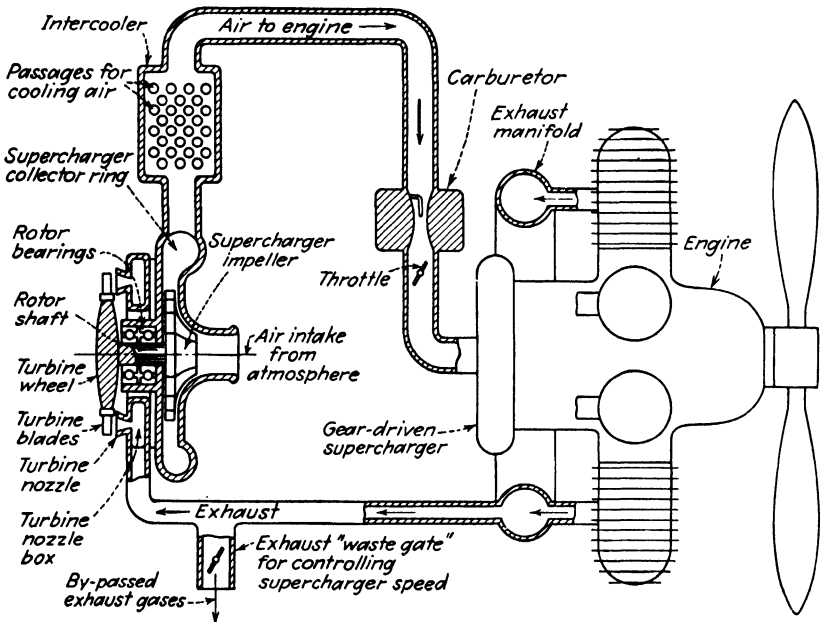 Intercooler
Air to engine
Passages for
cooling air
Carburetor
Exhaust
manifold
Supercharger
collector ring
Rotor
bearings
Supercharger
impeller
Engine
Throttle
Rotor
shaft
Air intake
from
atmosphere
Turbine
wheel
Turbine
blades
Gear-driven
supercharger
Turbine
nozzle
Turbine
nozzle
box
Exhaust
Exhaust "waste gate"
for controlling
supercharger speed
By-passed
exhaust gases